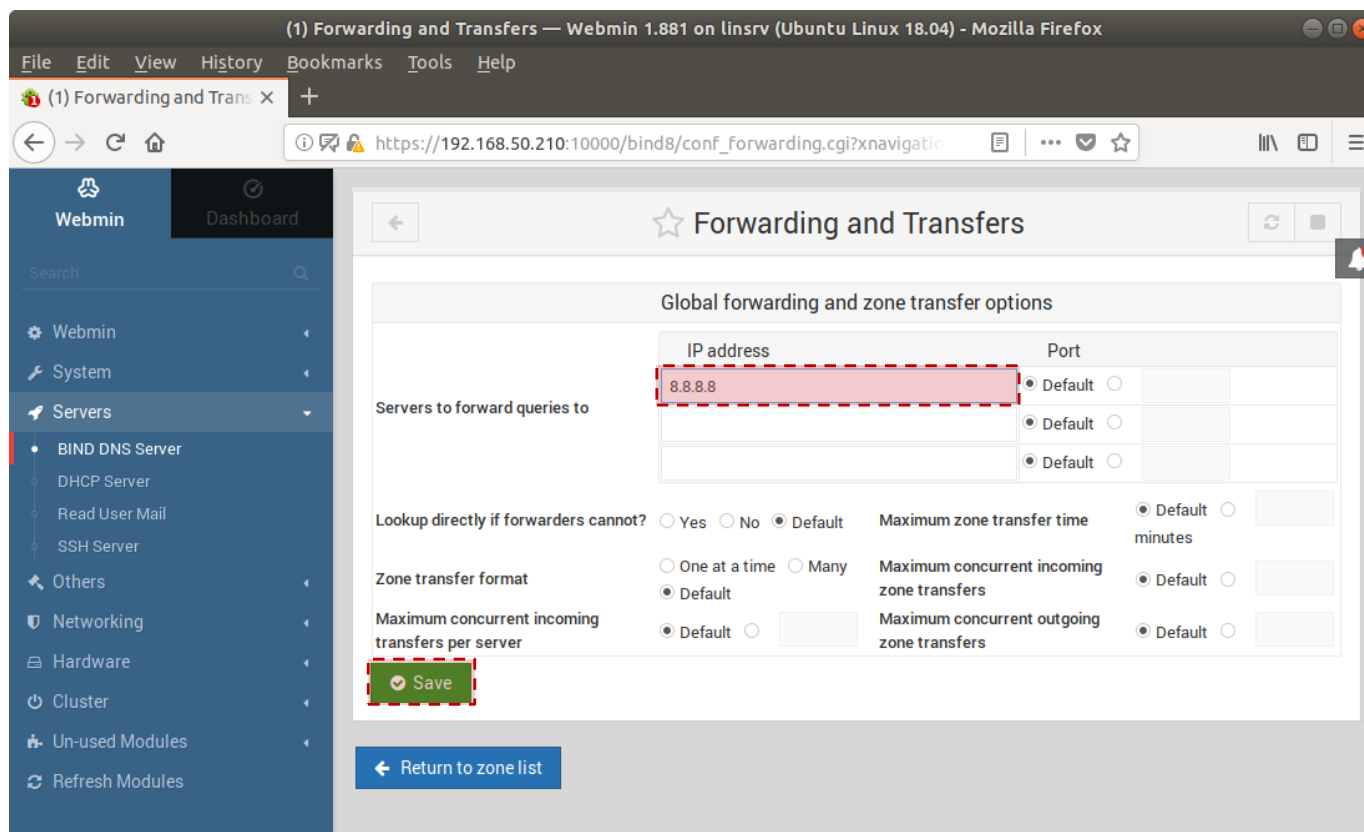 (1) Forwarding and Transfers — Webmin 1.881 on linsrv (Ubuntu Linux 18.04) - Mozilla Firefox
File Edit View History Bookmarks Tools Help
(1) Forwarding and Trans
https://192.168.50.210:10000/bind8/conf_forwarding.cgi?xnavigatio
Webmin
Dashboard
Search
Webmin
System
Servers
BIND DNS Server
DHCP Server
Read User Mail
SSH Server
Others
Networking
Hardware
Cluster
Un-used Modules
Refresh Modules
Forwarding and Transfers
Global forwarding and zone transfer options
Servers to forward queries to
IP address Port
8.8.8.8 Default
Default
Default
Lookup directly if forwarders cannot? Yes No Default
Maximum zone transfer time Default
minutes
Zone transfer format One at a time Many
Default
Maximum concurrent incoming
zone transfers Default
Maximum concurrent incoming
transfers per server Default
Maximum concurrent outgoing
zone transfers Default
Save
Return to zone list